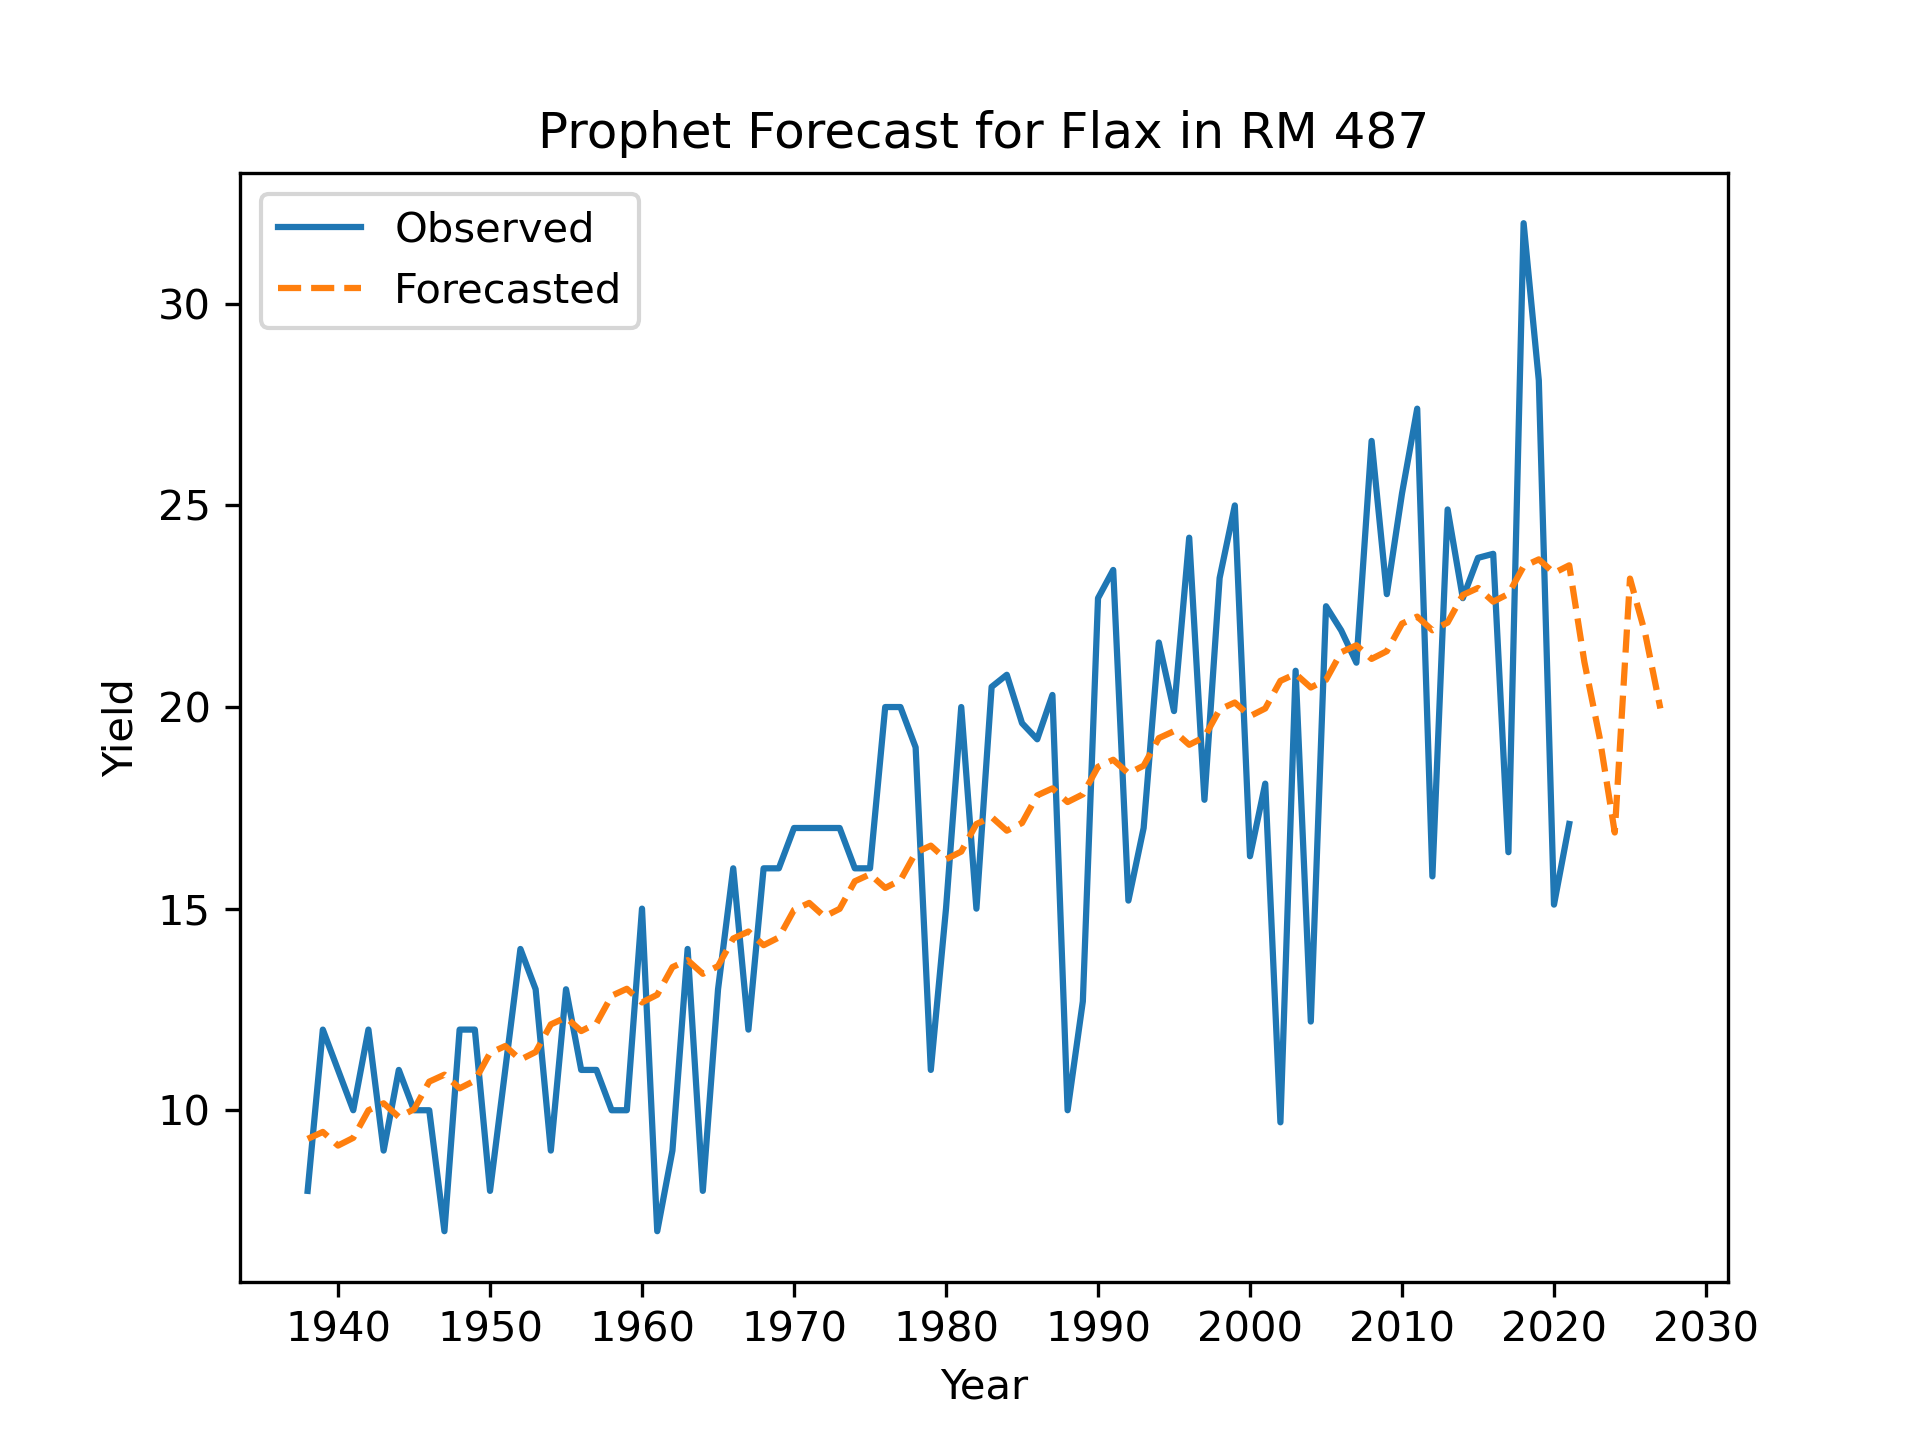 Prophet Forecast for Flax in RM 487
Observed
Forecasted
30
25
20
15
10
Yield
1940 1950 1960 1970 1980 1990 2000 2010 2020 2030
Year